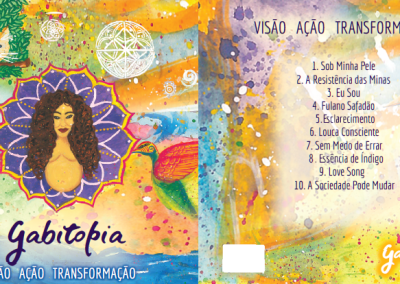 Gabitopia
ÃO AÇÃO TRANSFORMAÇÃO
VISÃO AÇÃO TRANSFORM
1. Sob Minha Pele
2. A Resistência das Minas
3. Eu Sou
4. Fulano Safadão
5.Esclarecimento
6. Louca Consciente
7. Sem Medo de Errar
8. Essência de Índigo
9. Love Song
10. A Sociedade Pode Mudar
Ga